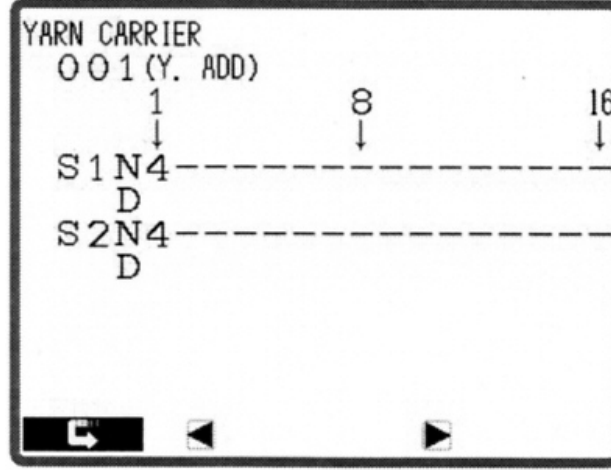 YARN CARRIER
001(Y. ADD)
1 8 16
↓ ↓ ↓
S1N4----------------
D
S2N4----------------
D